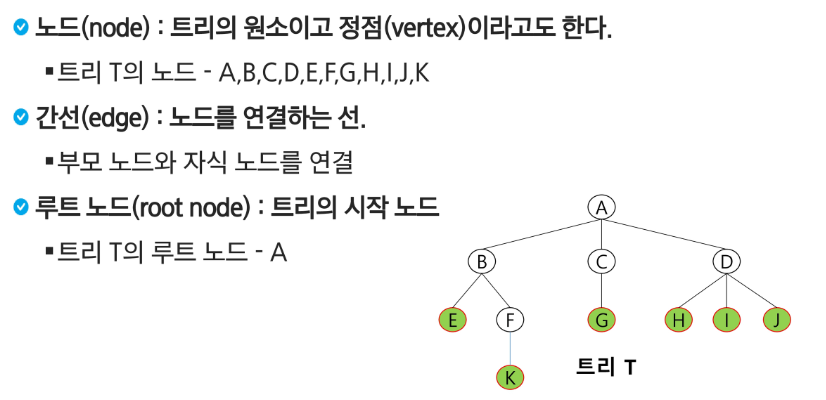 노드(node) : 트리의 원소이고 정점(vertex)이라고도 한다.
▪트리 T의 노드 - A,B,C,D,E,F,G,H,I,J,K
간선(edge) : 노드를 연결하는 선.
▪부모 노드와 자식 노드를 연결
루트 노드(root node) : 트리의 시작 노드
▪트리 T의 루트 노드 - A
A
B C D
E F G H I J
K
트리 T